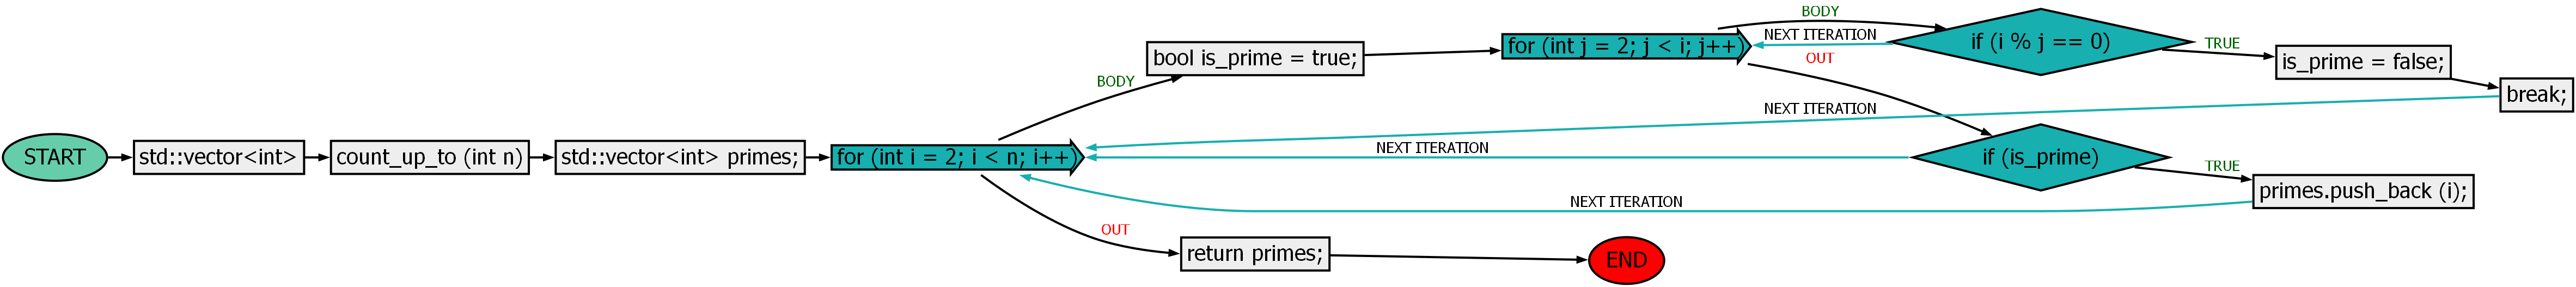 START
std::vector<int>
count_up_to (int n)
std::vector<int> primes;
for (int i = 2; i < n; i++)
BODY
bool is_prime = true;
for (int j = 2; j < i; j++)
BODY
NEXT ITERATION
OUT
if (i % j == 0)
TRUE
is_prime = false;
break;
NEXT ITERATION
NEXT ITERATION
if (is_prime)
TRUE
primes.push_back (i);
NEXT ITERATION
OUT
return primes;
END